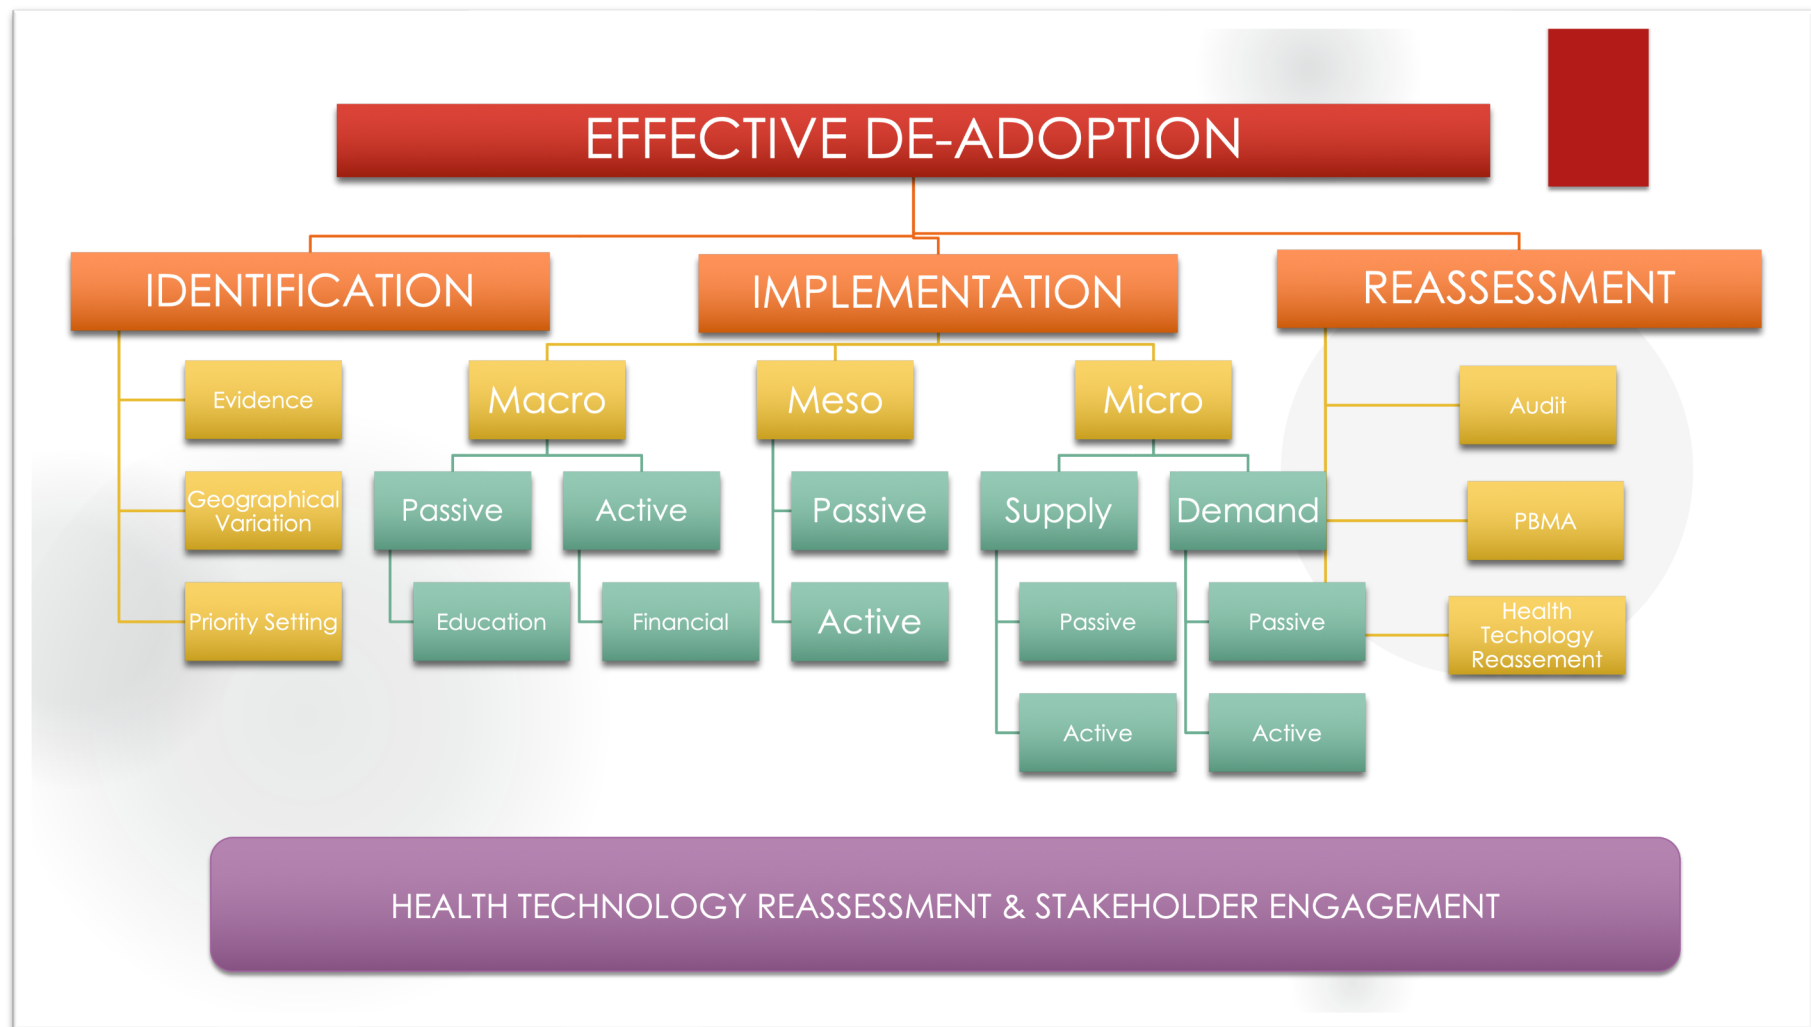 EFFECTIVE DE-ADOPTION
IDENTIFICATION
IMPLEMENTATION
REASSESSMENT
Evidence
Macro
Meso
Micro
Audit
Geographical
Variation
Passive
Active
Passive
Supply
Demand
PBMA
Priority Setting
Education
Financial
Active
Passive
Passive
Health
Techology
Reassement
Active
Active
HEALTH TECHNOLOGY REASSESSMENT & STAKEHOLDER ENGAGEMENT